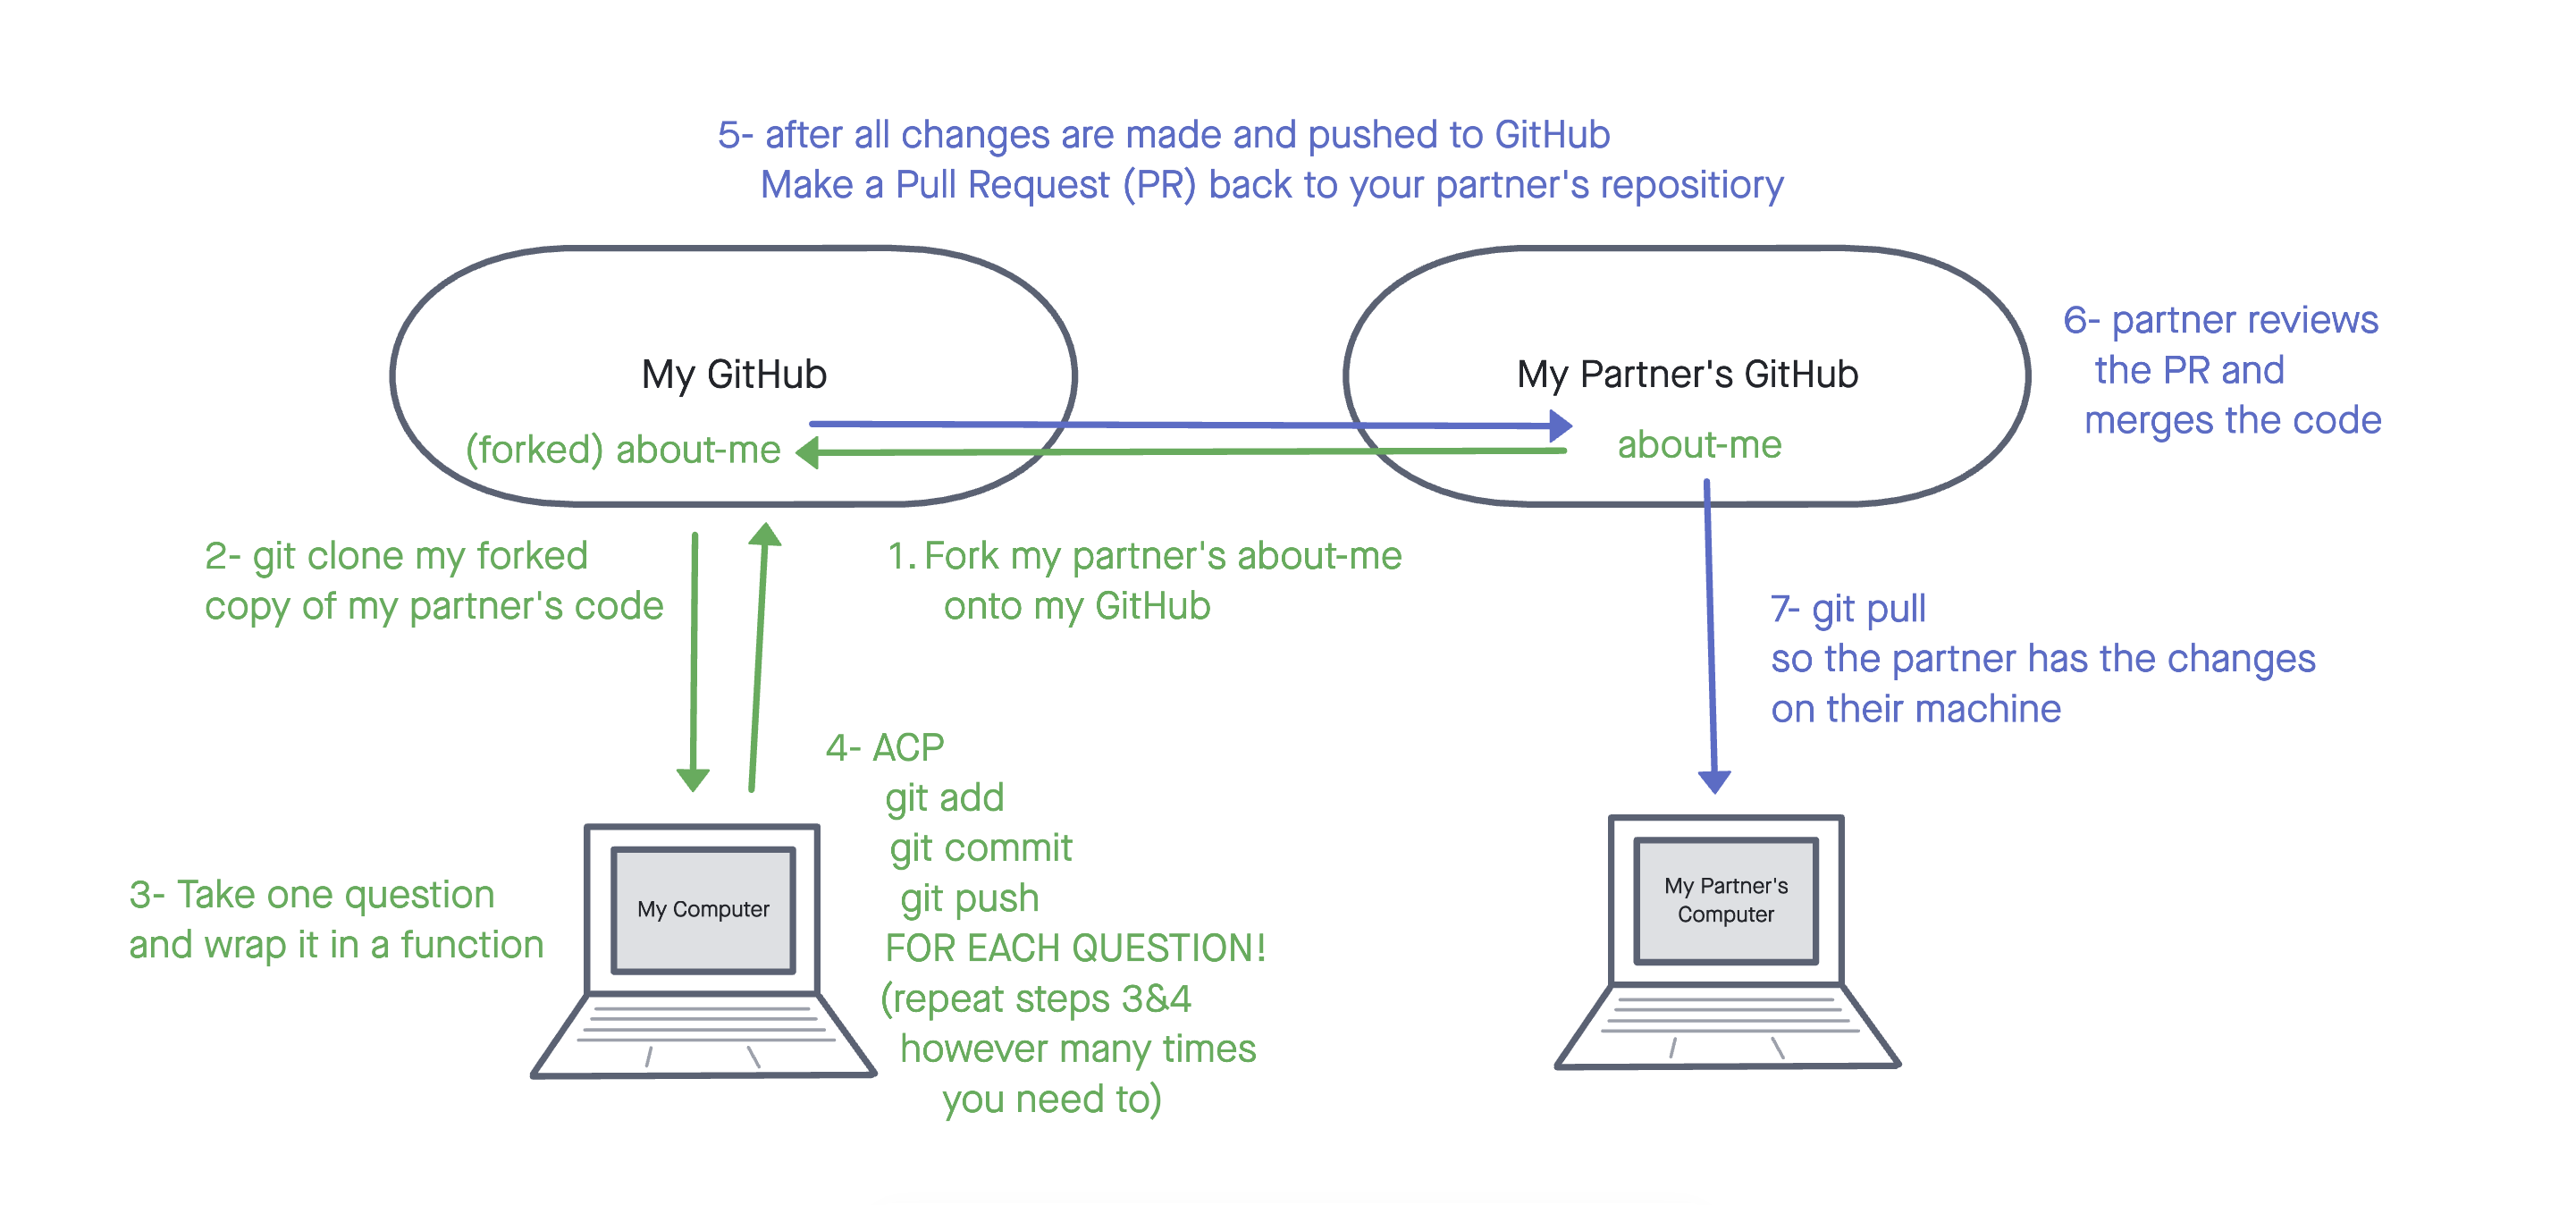 5- after all changes are made and pushed to GitHub
Make a Pull Request (PR) back to your partner's repositiory
My GitHub
(forked) about-me
My Partner's GitHub
about-me
6- partner reviews
the PR and
merges the code
2- git clone my forked
copy of my partner's code
1. Fork my partner's about-me
onto my GitHub
7- git pull
so the partner has the changes
on their machine
3- Take one question
and wrap it in a function
My Computer
4- ACP
git add
git commit
git push
FOR EACH QUESTION!
(repeat steps 3&4
however many times
you need to)
My Partner's
Computer